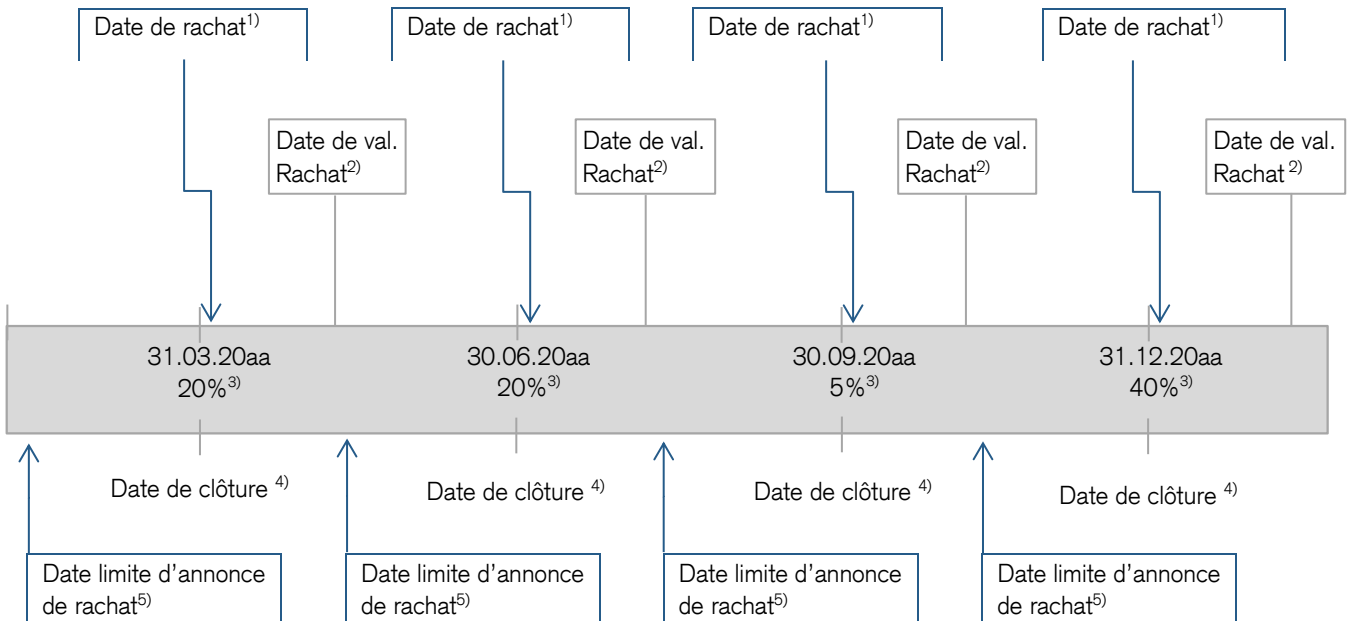 Date de rachat1)
Date de rachat1)
Date de rachat1)
Date de rachat1)
Date de val.
Rachat2)
Date de val.
Rachat2)
Date de val.
Rachat2)
Date de val.
Rachat 2)
31.03.20aa
20%3)
30.06.20aa
20%3)
30.09.20aa
5%3)
31.12.20aa
40%3)
Date de clôture 4)
Date de clôture 4)
Date de clôture 4)
Date de clôture 4)
Date limite d’annonce
de rachat5)
Date limite d’annonce
de rachat5)
Date limite d’annonce
de rachat5)
Date limite d’annonce
de rachat5)